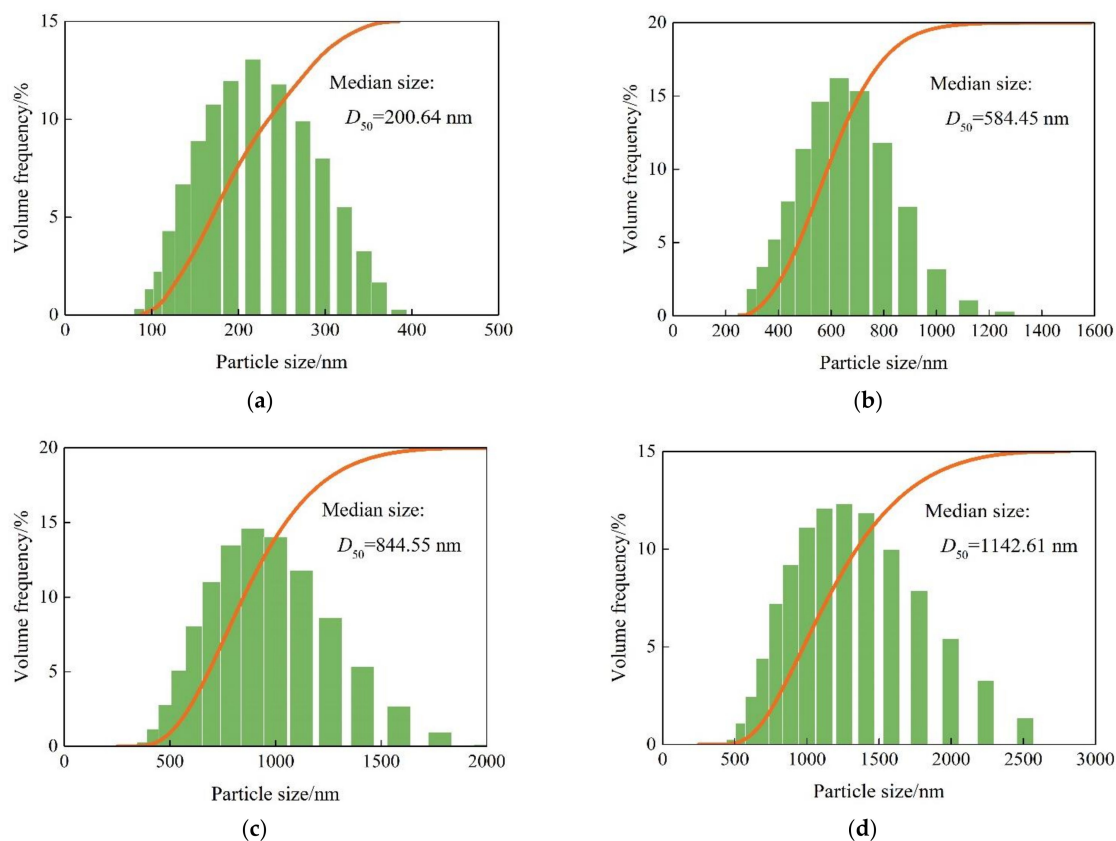 15
10
5
0
Volume frequency/%
Median size:
D50=200.64 nm
0 100 200 300 400 500
Particle size/nm
(a)
20
15
10
5
0
Volume frequency/%
Median size:
D50=584.45 nm
0 200 400 600 800 1000 1200 1400 1600
Particle size/nm
(b)
20
15
10
5
0
Volume frequency/%
Median size:
D50=844.55 nm
0 500 1000 1500 2000
Particle size/nm
(c)
15
10
5
0
Volume frequency/%
Median size:
D50=1142.61 nm
0 500 1000 1500 2000 2500 3000
Particle size/nm
(d)